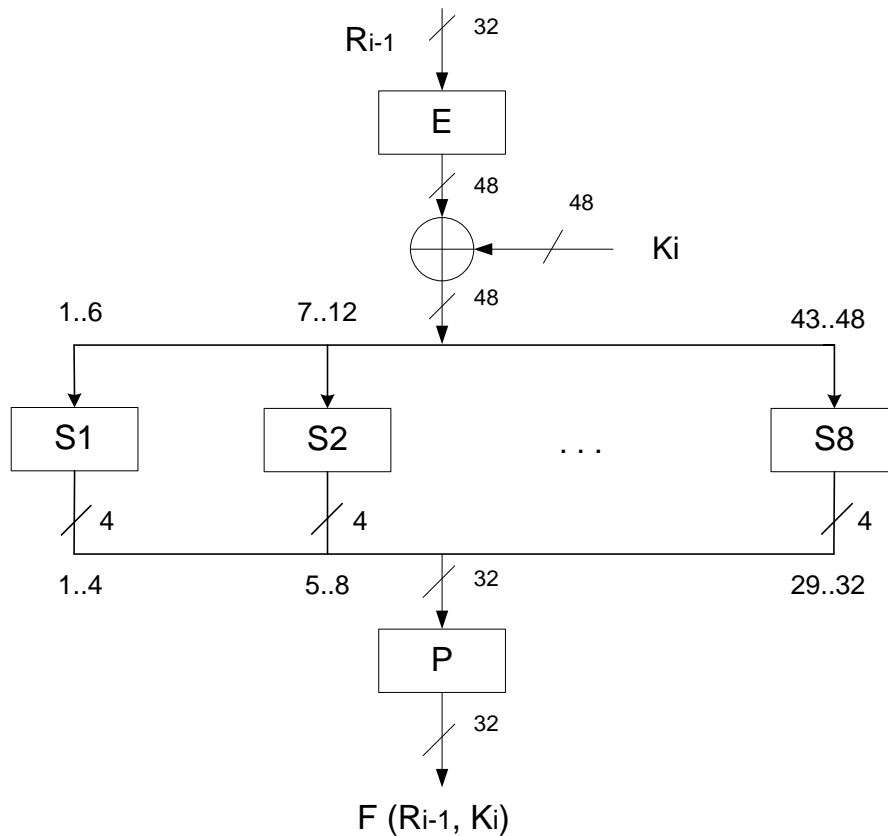 Ri-1
32
E
48
48
Ki
48
1..6
7..12
43..48
S1
S2
. . .
S8
4
4
4
1..4
5..8
32
29..32
P
32
F (Ri-1, Ki)